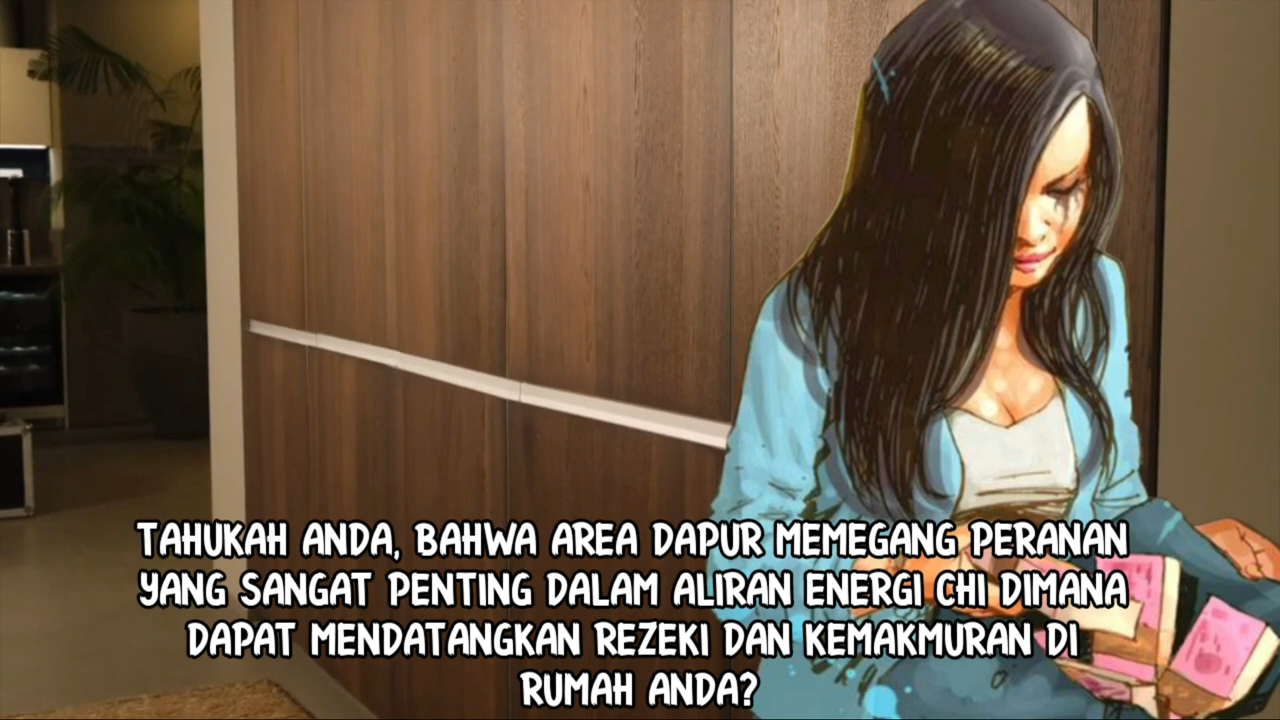 TAHUKAH ANDA, BAHWA AREA DAPUR MEMEGANG PERANAN
YANG SANGAT PENTING DALAM ALIRAN ENERGI CHI DIMANA
DAPAT MENDATANGKAN REZEKI DAN KEMAKMURAN DI
RUMAH ANDA?